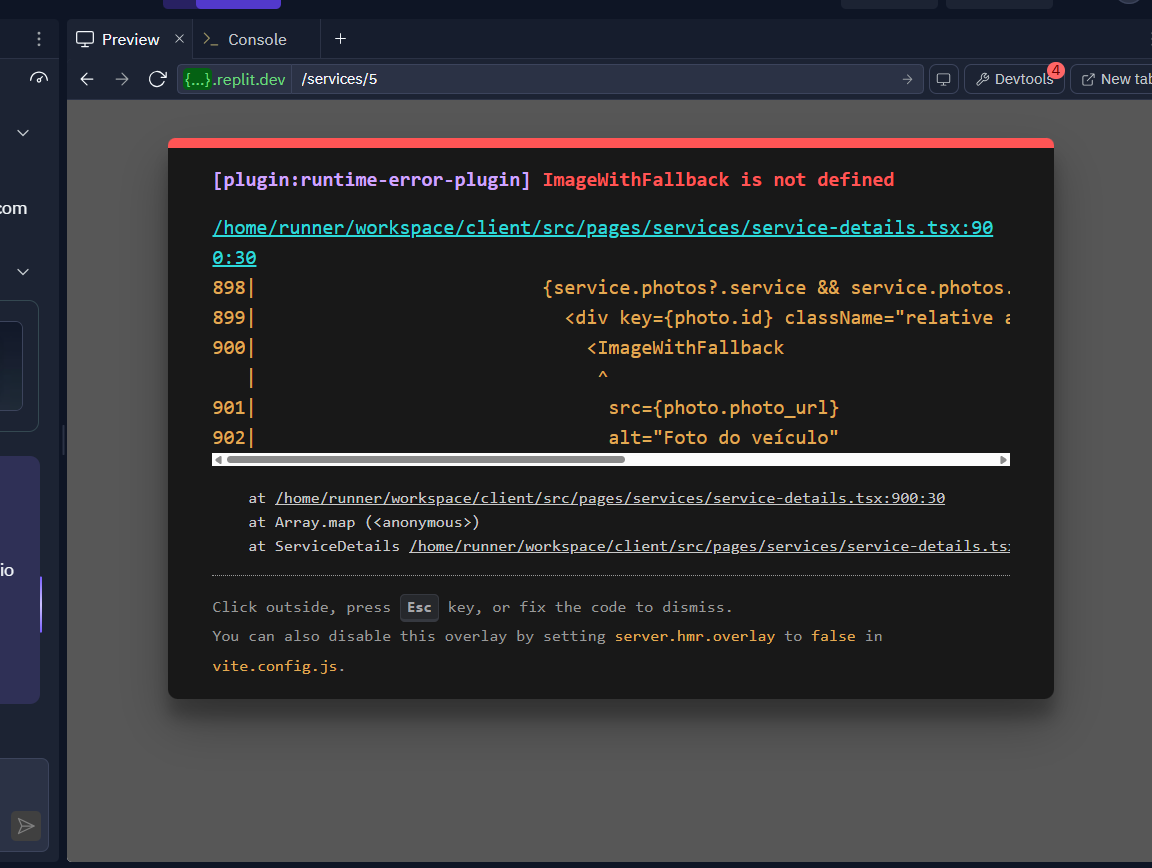 Preview
Console
{...}.replit.dev
/services/5
Devtools
4
New tab
com
io
[plugin:runtime-error-plugin] ImageWithFallback is not defined
/home/runner/workspace/client/src/pages/services/service-details.tsx:90
0:30
898| {service.photos?.service && service.photos.
899| <div key={photo.id} className="relative a
900| <ImageWithFallback
| ^
901| src={photo.photo_url}
902| alt="Foto do veículo"
at /home/runner/workspace/client/src/pages/services/service-details.tsx:900:30
at Array.map (<anonymous>)
at ServiceDetails /home/runner/workspace/client/src/pages/services/service-details.ts
Click outside, press Esc key, or fix the code to dismiss.
You can also disable this overlay by setting server.hmr.overlay to false in
vite.config.js.